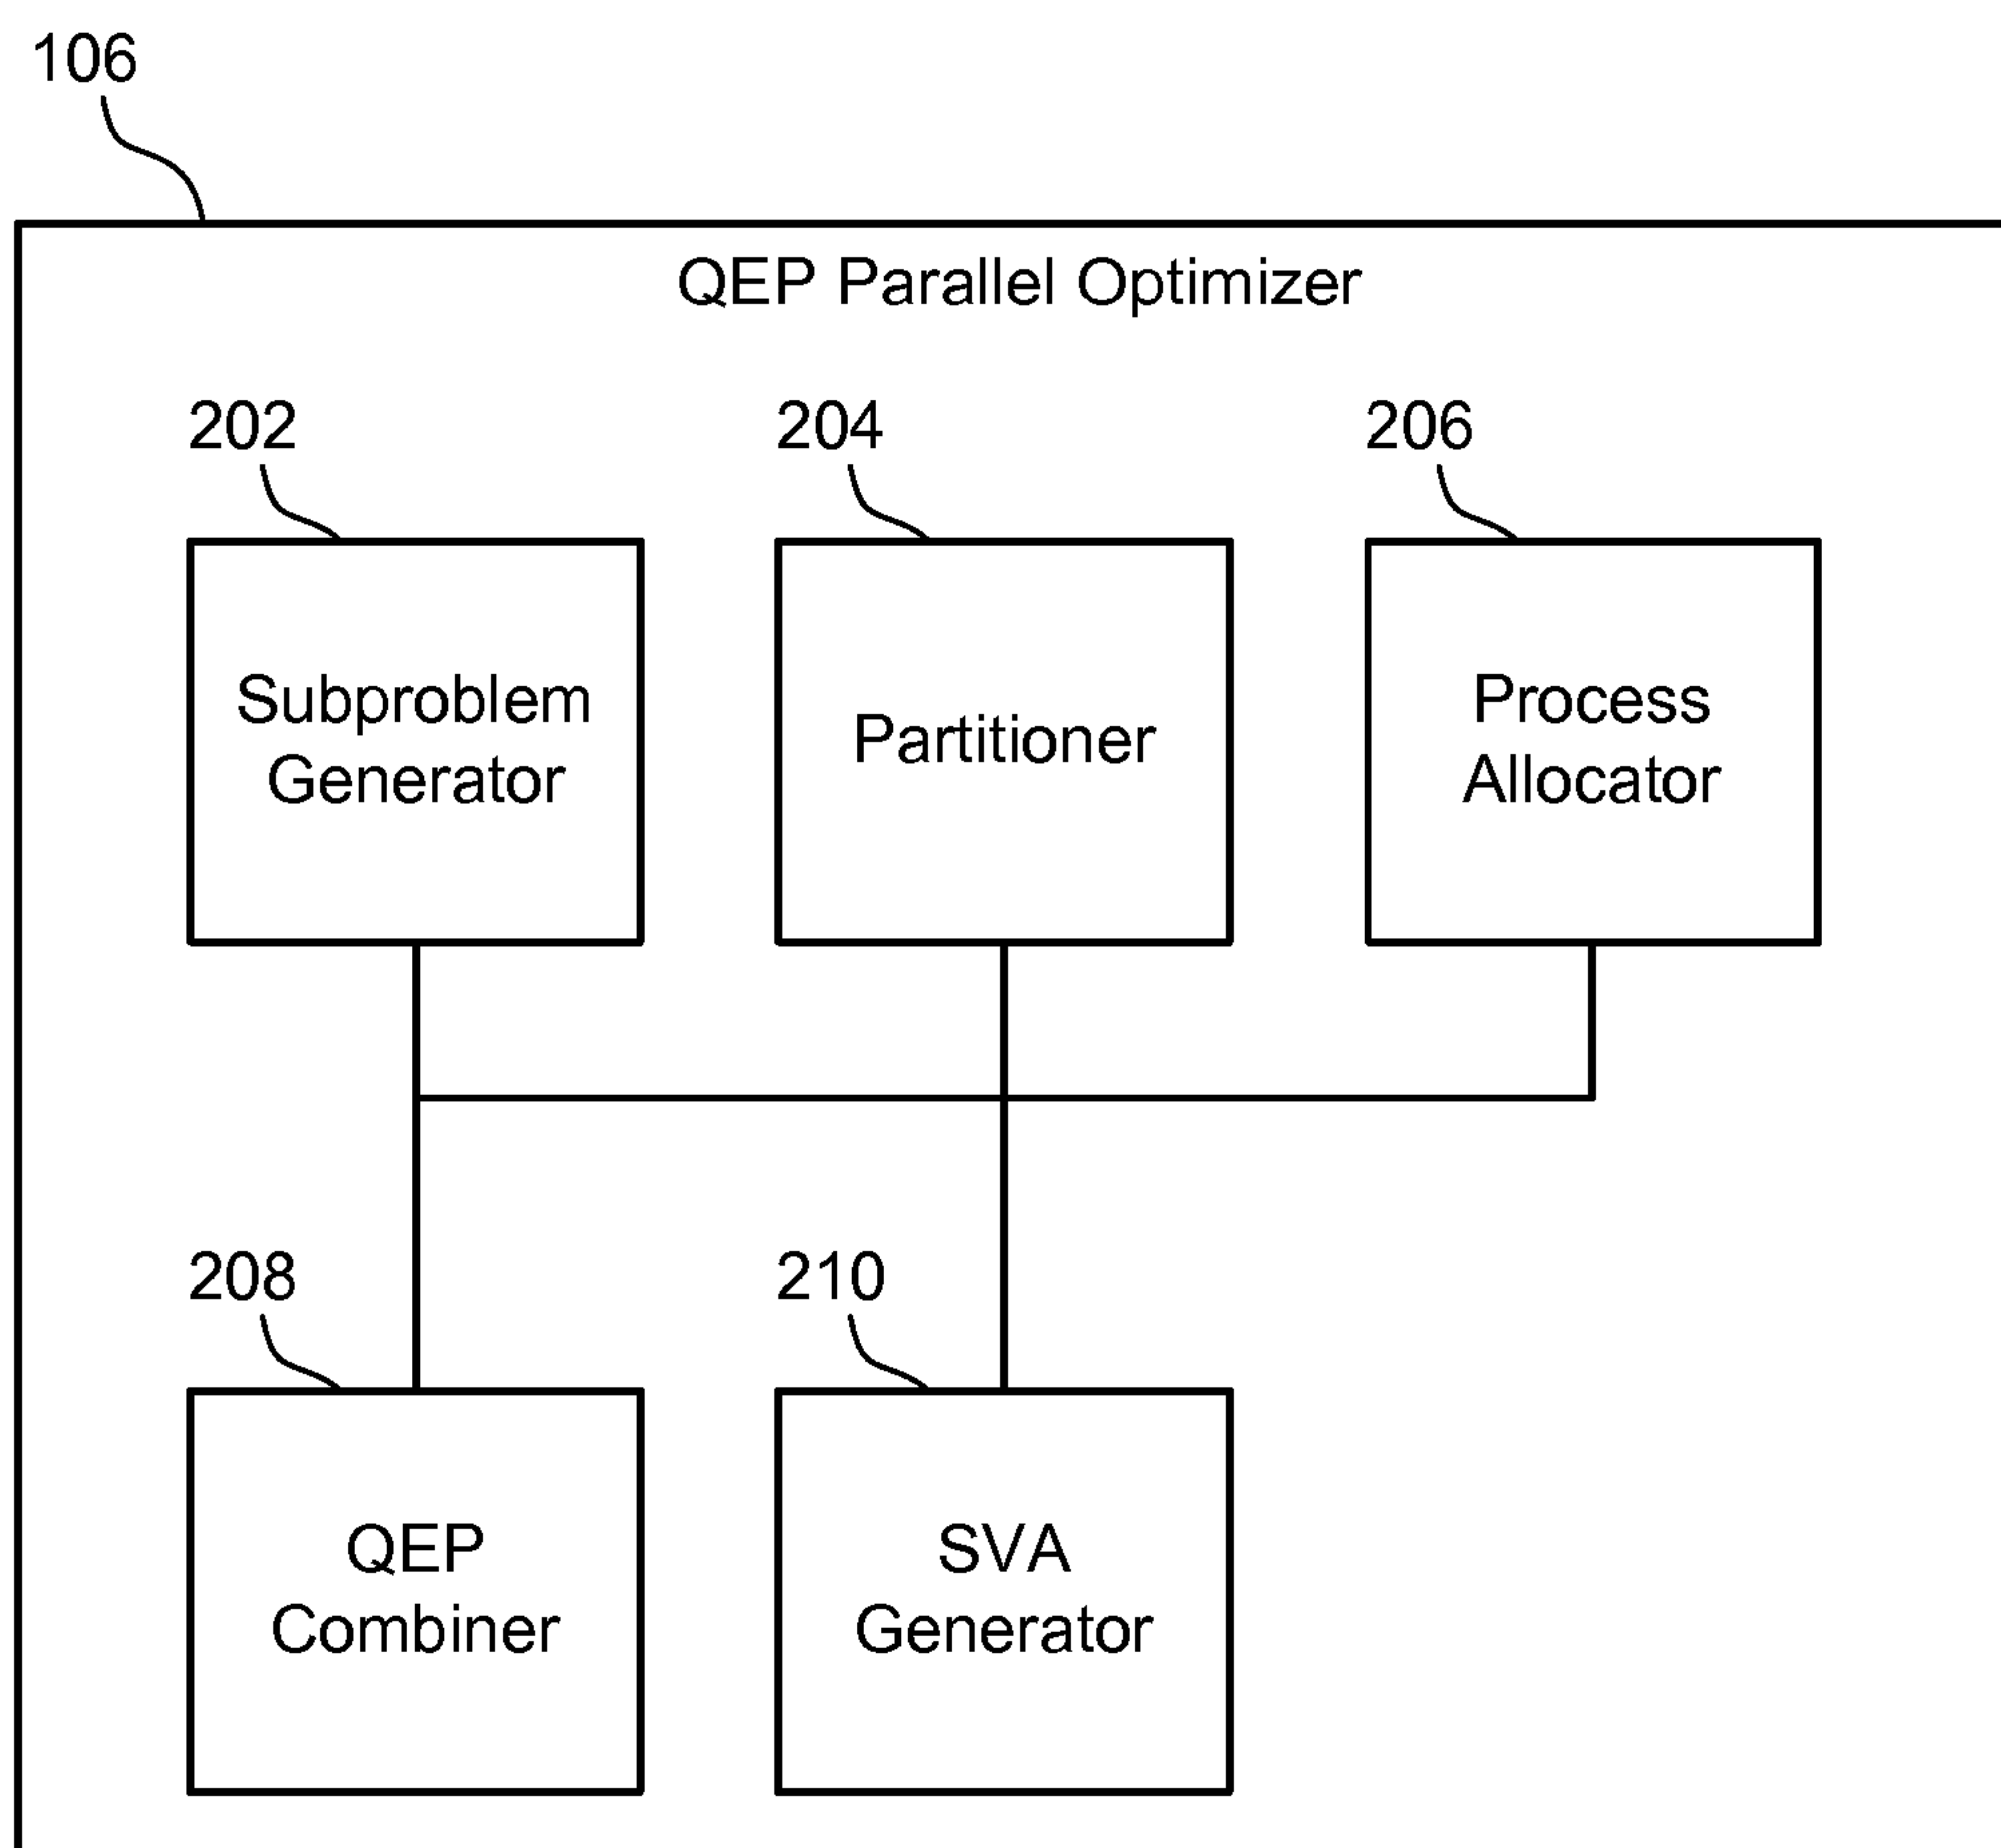 106
QEP Parallel Optimizer
202
204
206
Subproblem
Generator
Partitioner
Process
Allocator
208
210
QEP
Combiner
SVA
Generator